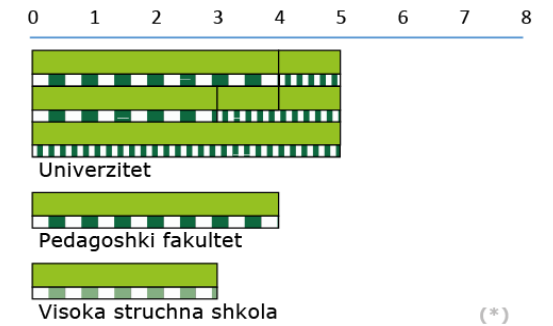 0 1 2 3 4 5 6 7 8
Univerzitet
Pedagoshki fakultet
Visoka struchna shkola
(*)